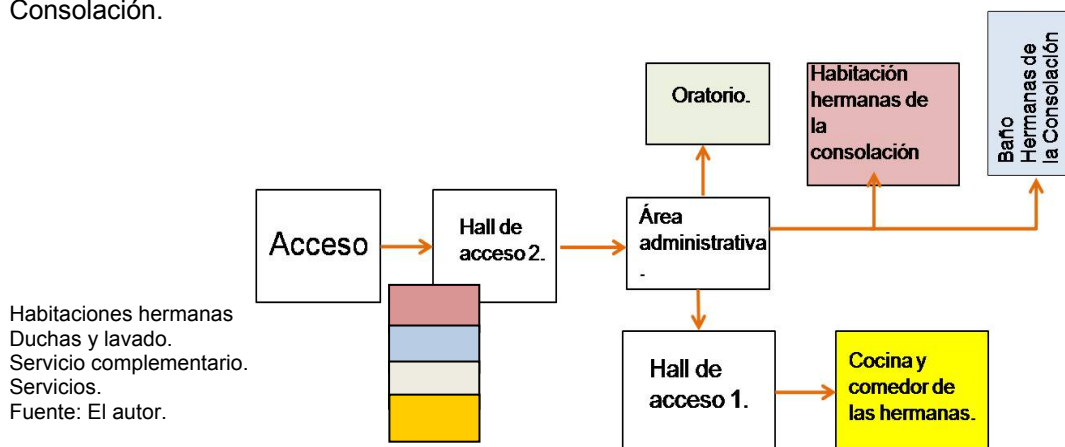 Consolación.
Oratorio.
Habitación
hermanas de
la
consolación
Baño
Hermanas de
la Consolación
Acceso
Hall de
acceso 2.
Área
administrativa
.
Habitaciones hermanas
Duchas y lavado.
Servicio complementario.
Servicios.
Fuente: El autor.
Hall de
acceso 1.
Cocina y
comedor de
las hermanas.